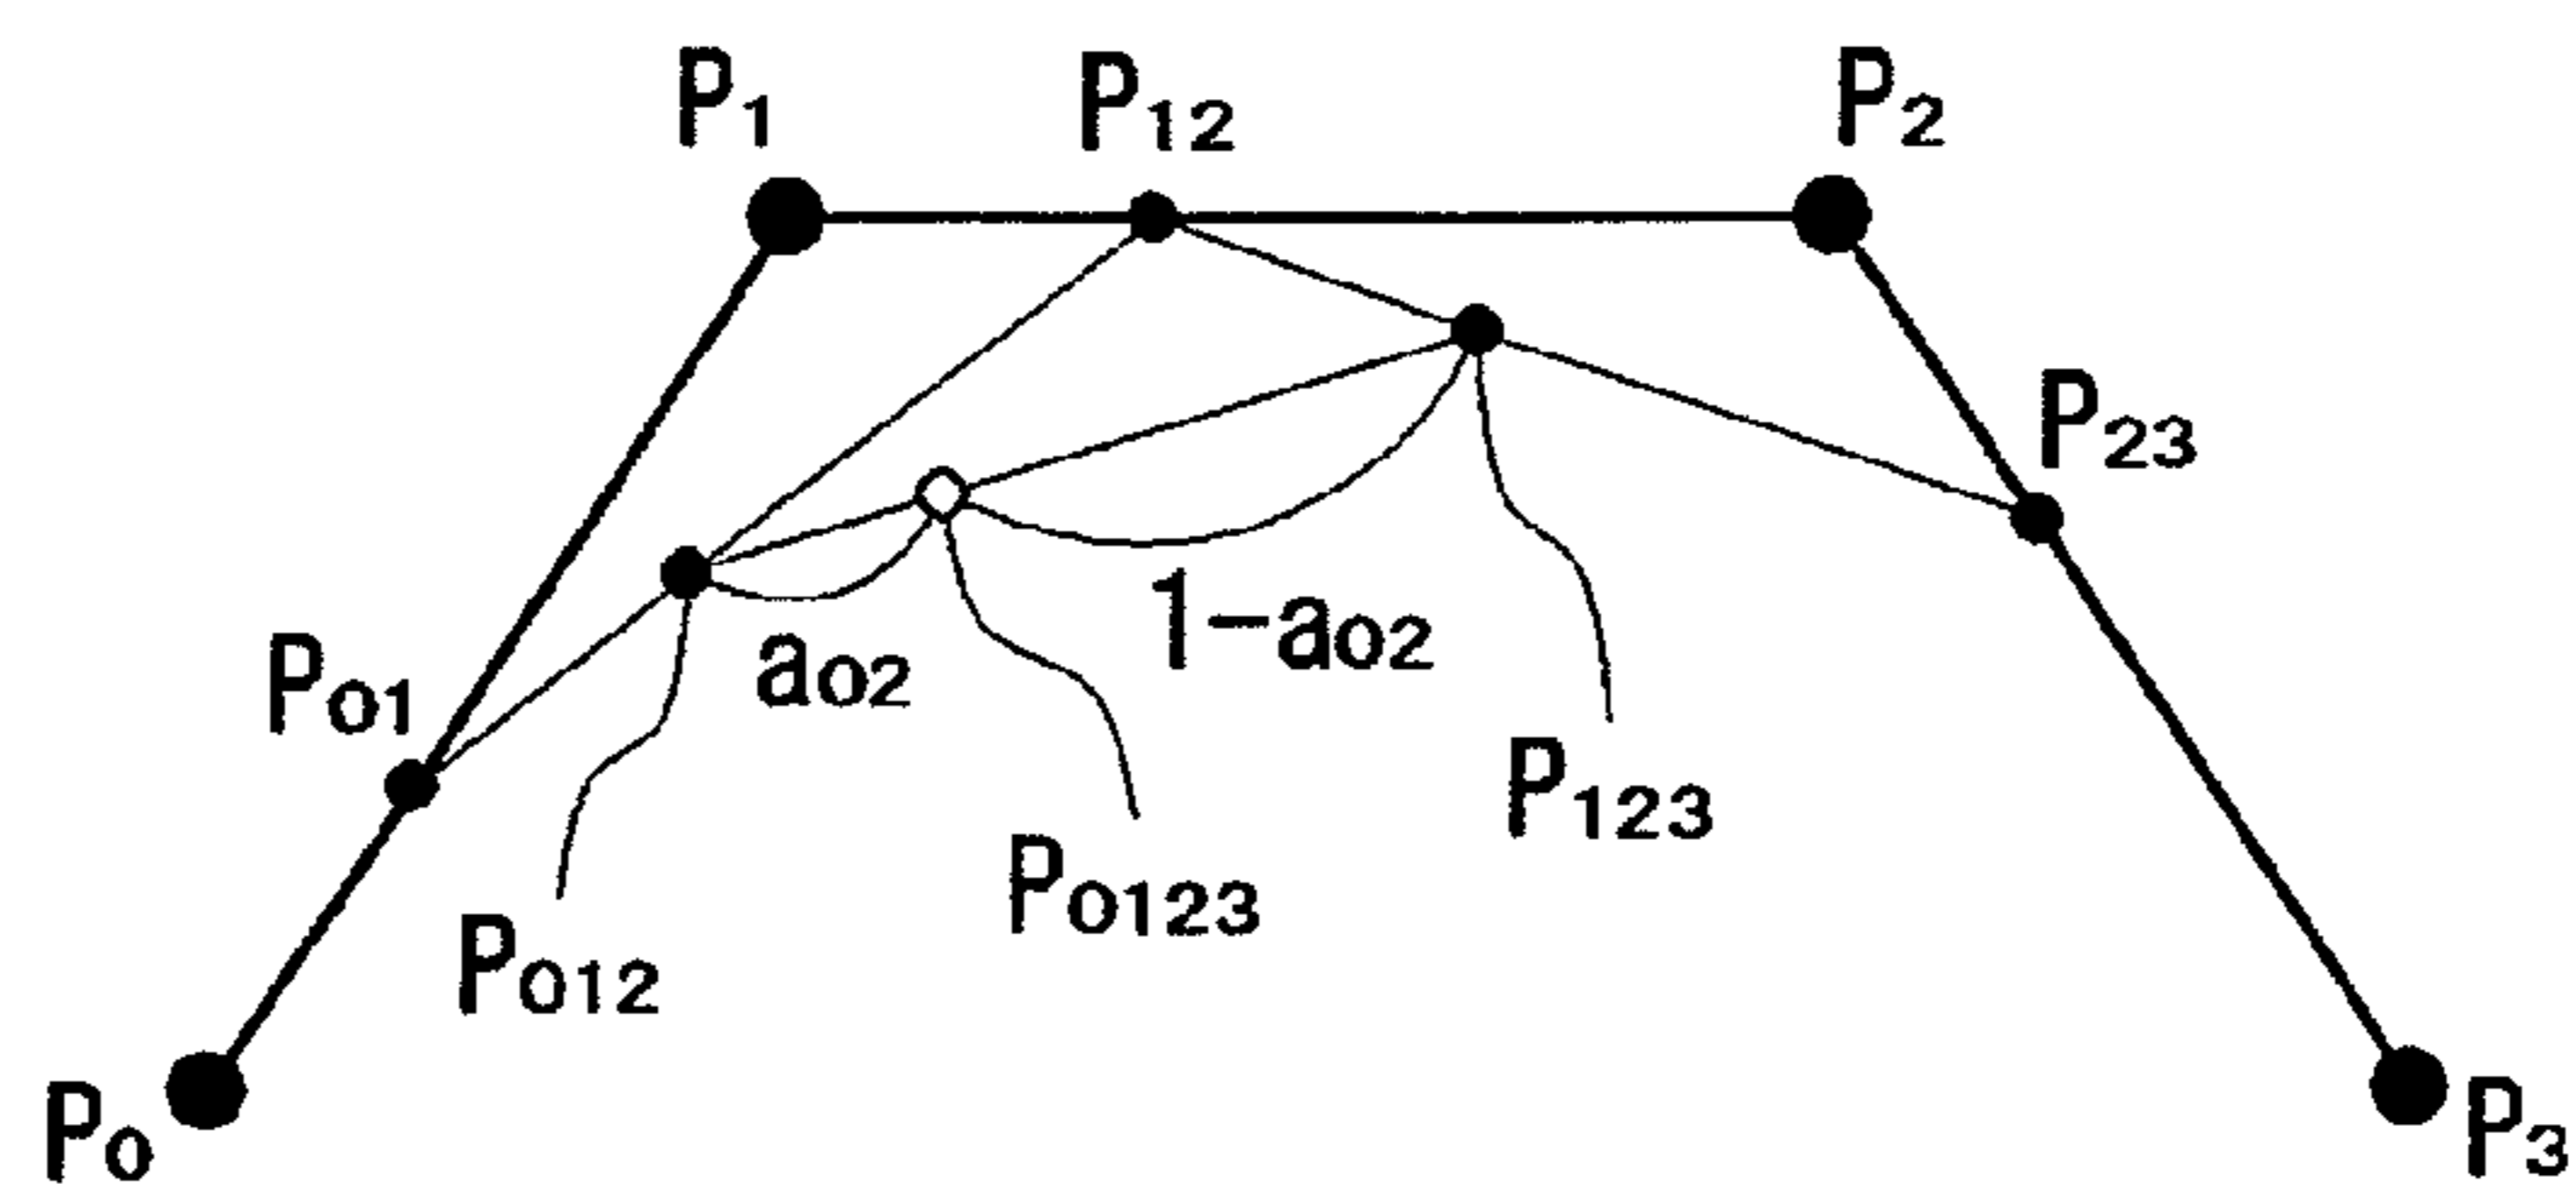 P₁ P₁₂ P₂
P₂₃
P₀₁ a₀₂ 1-a₀₂
P₁₂₃
P₀₁₂ P₀₁₂₃
P₀ P₃